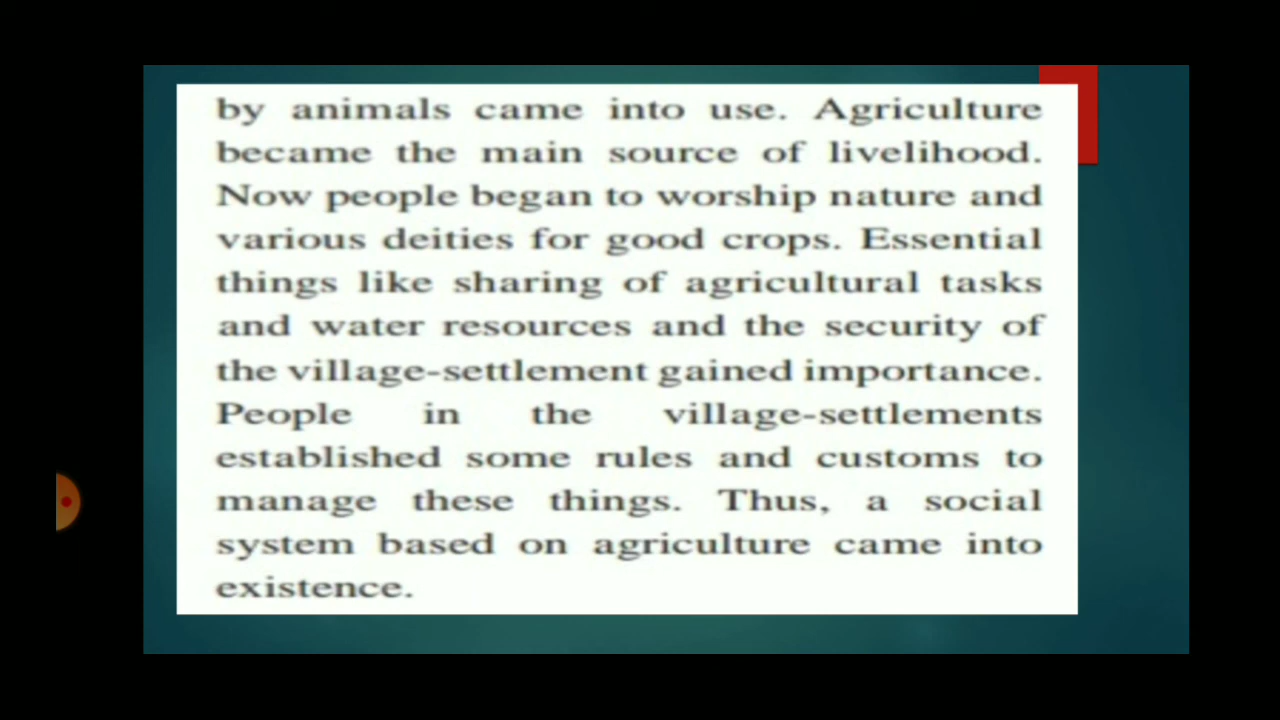 by animals came into use. Agriculture
became the main source of livelihood.
Now people began to worship nature and
various deities for good crops. Essential
things like sharing of agricultural tasks
and water resources and the security of
the village-settlement gained importance.
People in the village-settlements
established some rules and customs to
manage these things. Thus, a social
system based on agriculture came into
existence.